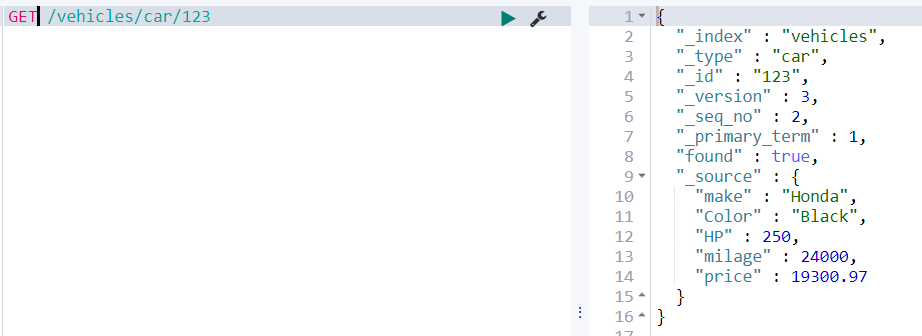 GET /vehicles/car/123
1 {
2 "_index" : "vehicles",
3 "_type" : "car",
4 "_id" : "123",
5 "_version" : 3,
6 "_seq_no" : 2,
7 "_primary_term" : 1,
8 "found" : true,
9 "_source" : {
10 "make" : "Honda",
11 "Color" : "Black",
12 "HP" : 250,
13 "milage" : 24000,
14 "price" : 19300.97
15 }
16 }
17